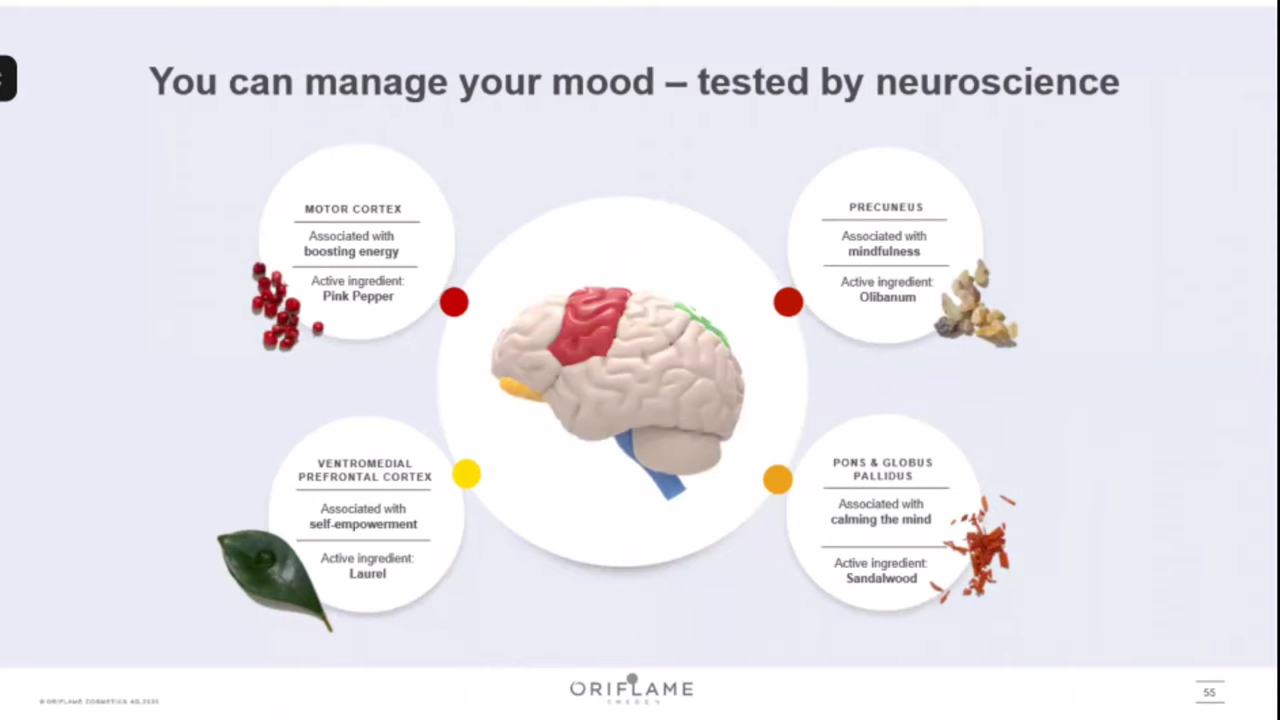 You can manage your mood – tested by neuroscience
MOTOR CORTEX
Associated with
boosting energy
Active ingredient:
Pink Pepper
PRECUNEUS
Associated with
mindfulness
Active ingredient:
Olibanum
VENTROMEDIAL
PREFRONTAL CORTEX
Associated with
self-empowerment
Active ingredient:
Laurel
PONS & GLOBUS
PALLIDUS
Associated with
calming the mind
Active ingredient:
Sandalwood
ORIFLAME
SWEDEN
55